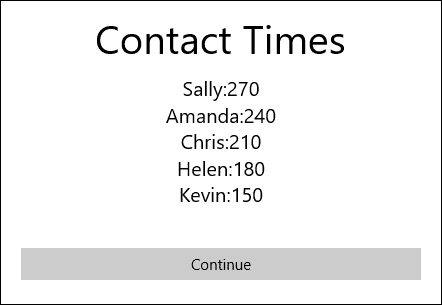 Contact Times
Sally:270
Amanda:240
Chris:210
Helen:180
Kevin:150
Continue